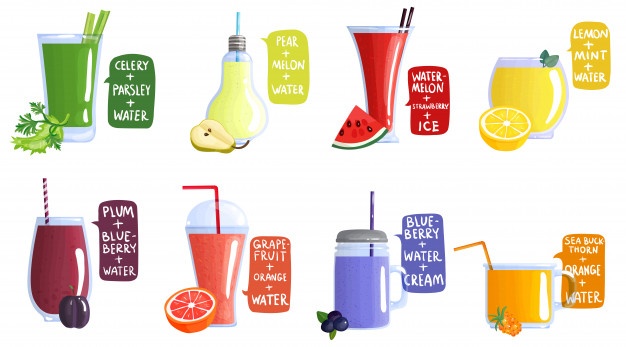 CELERY
+
PARSLEY
+
WATER
PEAR
+
MELON
+
WATER
WATER-
MELON
+
STRAWBERRY
+
ICE
LEMON
+
MINT
+
WATER
PLUM
+
BLUE-
BERRY
+
WATER
GRAPE-
FRUIT
+
ORANGE
+
WATER
BLUE-
BERRY
+
WATER
+
CREAM
SEA BUCK
THORN
+
ORANGE
+
WATER